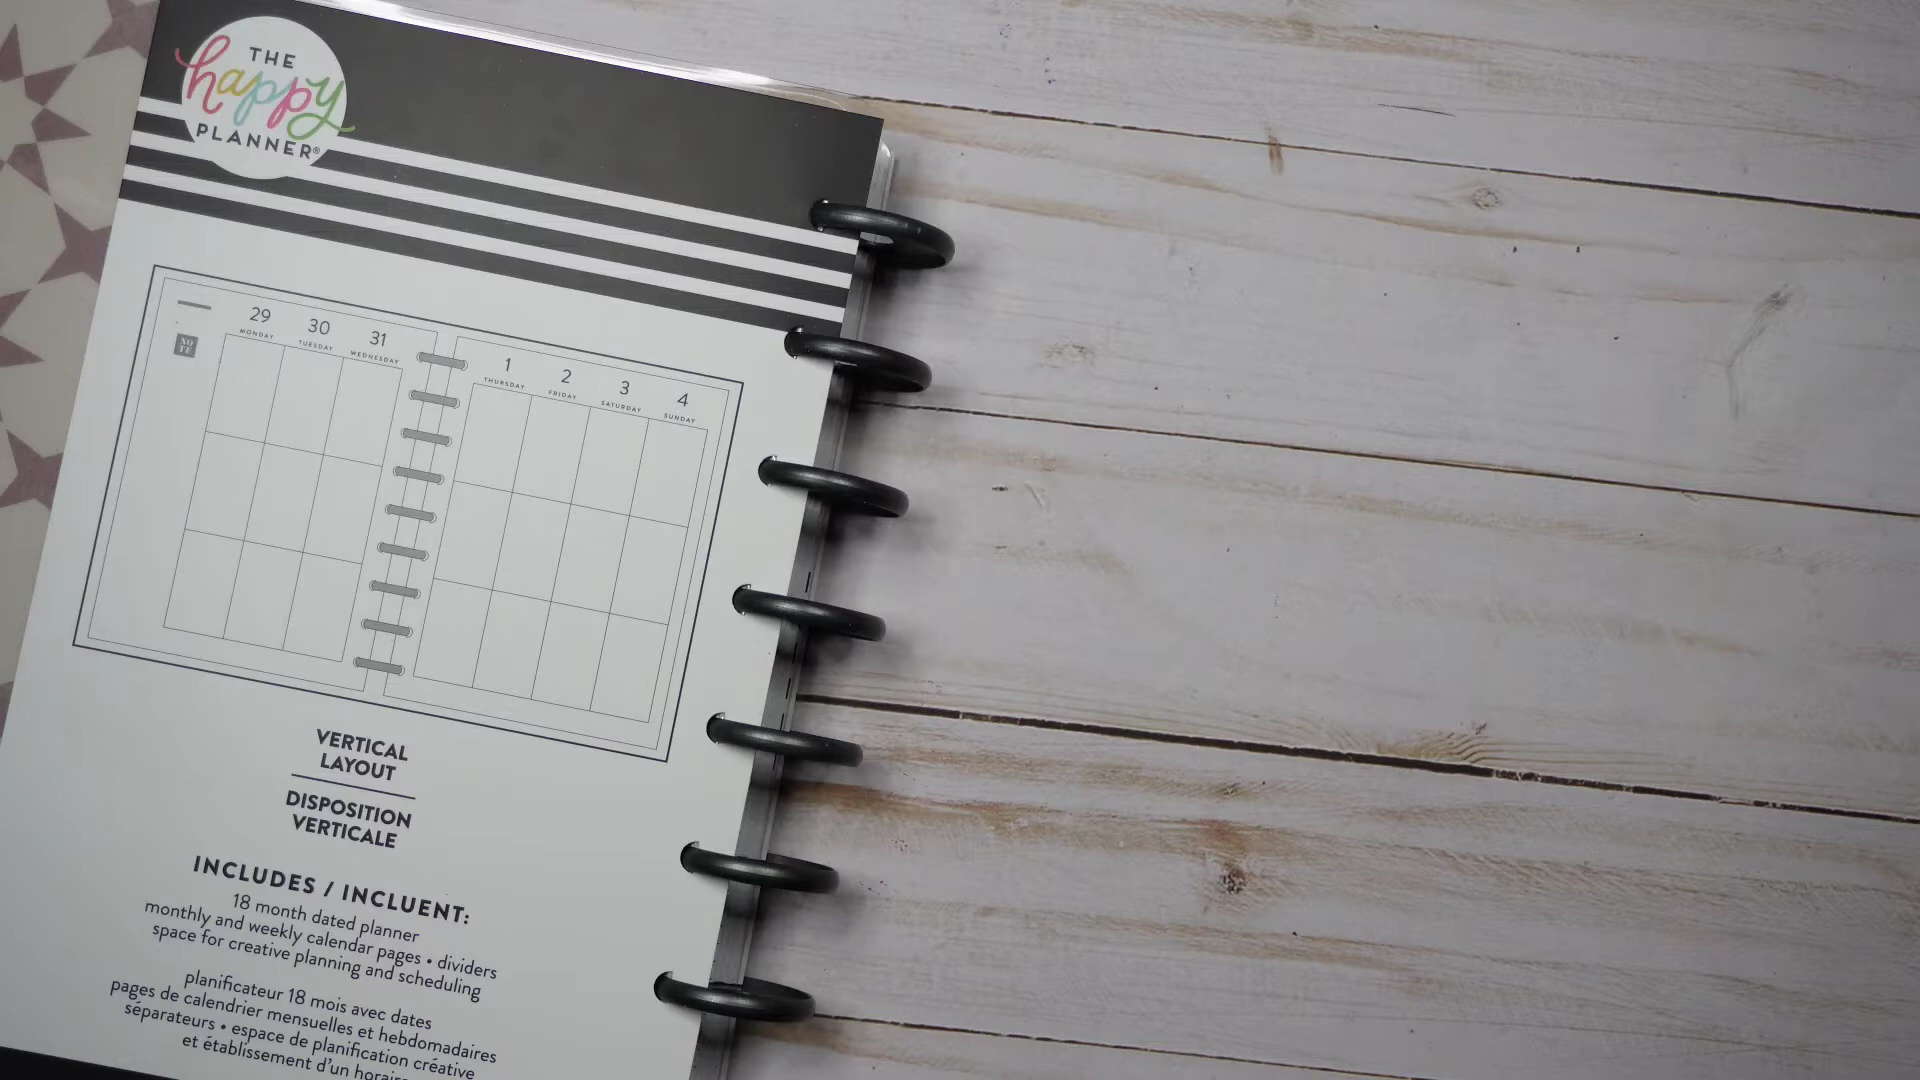 THE
happy
PLANNER®
29 30 31 1 2 3 4
MONDAY TUESDAY WEDNESDAY THURSDAY FRIDAY SATURDAY SUNDAY
NO
TE
VERTICAL
LAYOUT
DISPOSITION
VERTICALE
INCLUDES / INCLUENT:
18 month dated planner
monthly and weekly calendar pages • dividers
space for creative planning and scheduling
planificateur 18 mois avec dates
pages de calendrier mensuelles et hebdomadaires
séparateurs • espace de planification créative
et établissement d'un horaire